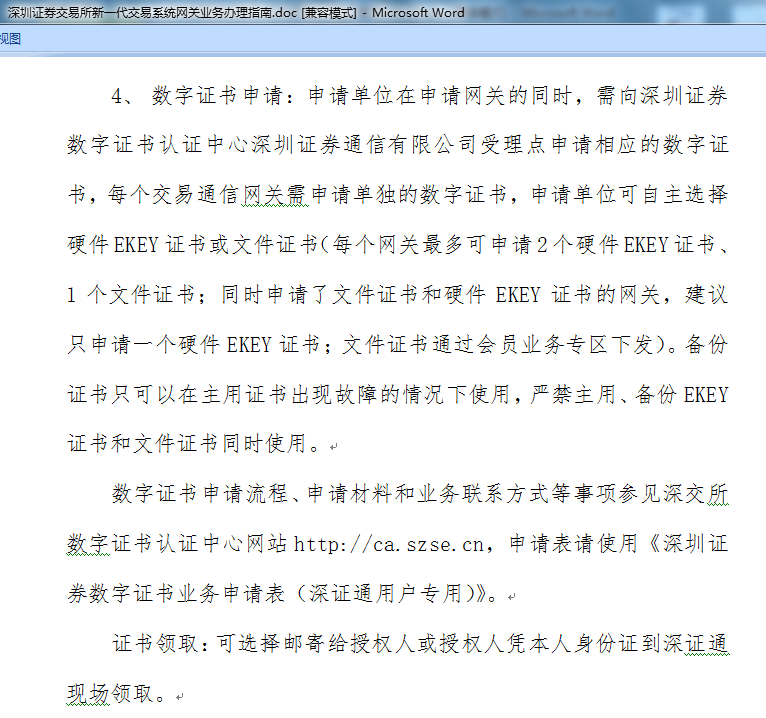 深圳证券交易所新一代交易系统网关业务办理指南.doc [兼容模式] - Microsoft Word
视图
4、 数字证书申请：申请单位在申请网关的同时，需向深圳证券
数字证书认证中心深圳证券通信有限公司受理点申请相应的数字证
书，每个交易通信网关需申请单独的数字证书，申请单位可自主选择
硬件 EKEY 证书或文件证书（每个网关最多可申请 2 个硬件 EKEY 证书、
1 个文件证书；同时申请了文件证书和硬件 EKEY 证书的网关，建议
只申请一个硬件 EKEY 证书；文件证书通过会员业务专区下发）。备份
证书只可以在主用证书出现故障的情况下使用，严禁主用、备份 EKEY
证书和文件证书同时使用。
数字证书申请流程、申请材料和业务联系方式等事项参见深交所
数字证书认证中心网站 http://ca.szse.cn，申请表请使用《深圳证
券数字证书业务申请表（深证通用户专用）》。
证书领取：可选择邮寄给授权人或授权人凭本人身份证到深证通
现场领取。